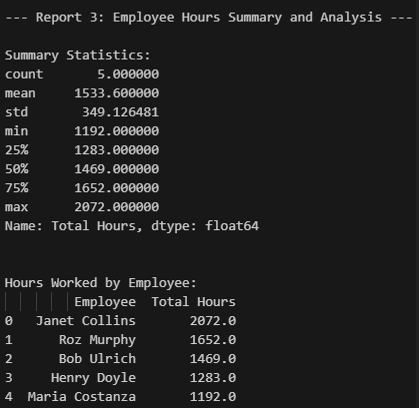 --- Report 3: Employee Hours Summary and Analysis ---
Summary Statistics:
count       5.000000
mean     1533.600000
std       349.126481
min      1192.000000
25%      1283.000000
50%      1469.000000
75%      1652.000000
max      2072.000000
Name: Total Hours, dtype: float64
Hours Worked by Employee:
         Employee  Total Hours
0   Janet Collins       2072.0
1      Roz Murphy       1652.0
2      Bob Ulrich       1469.0
3     Henry Doyle       1283.0
4  Maria Costanza       1192.0